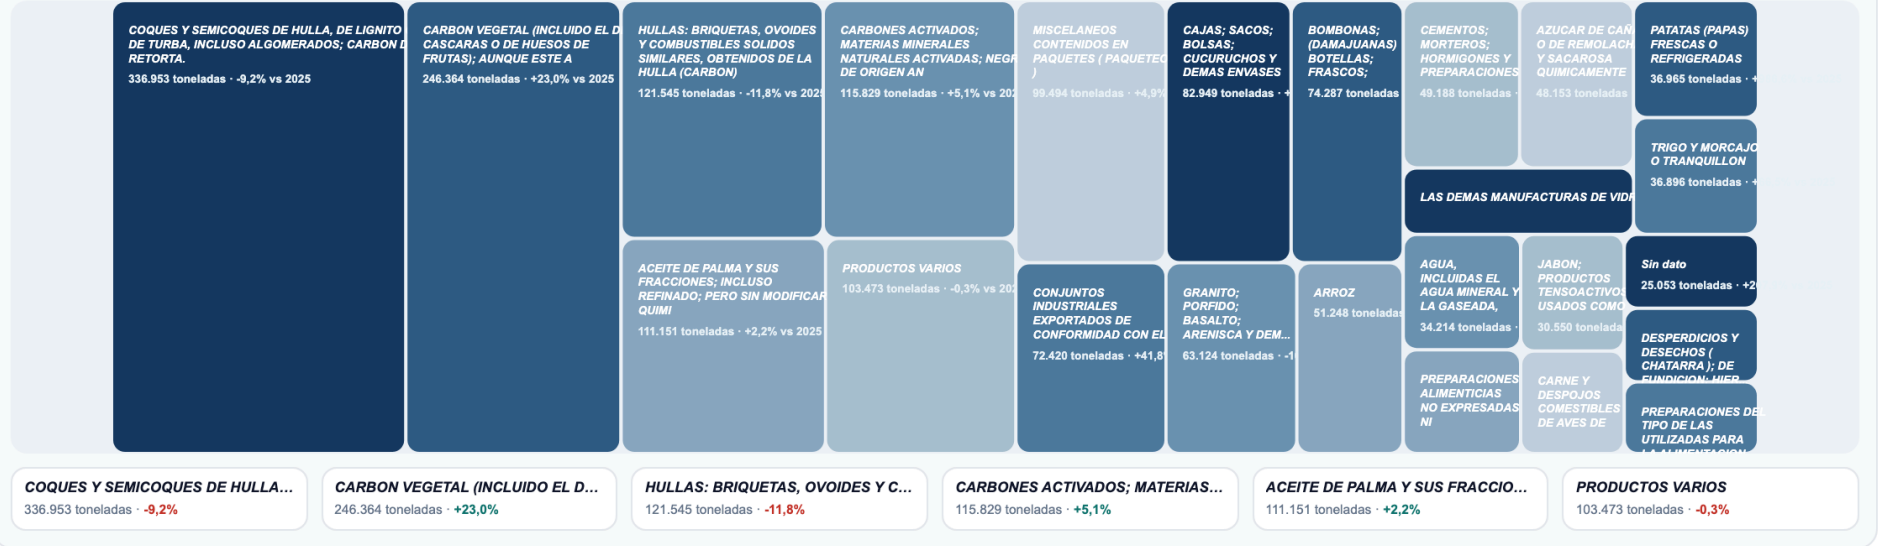 COQUES Y SEMICOQUES DE HULLA, DE LIGNITO
DE TURBA, INCLUSO ALGOMERADOS; CARBON D
RETORTA.
336.953 toneladas · -9,2% vs 2025
CARBON VEGETAL (INCLUIDO EL D
CASCARAS O DE HUESOS DE
FRUTAS); AUNQUE ESTE A
246.364 toneladas · +23,0% vs 2025
HULLAS: BRIQUETAS, OVOIDES
Y COMBUSTIBLES SOLIDOS
SIMILARES, OBTENIDOS DE LA
HULLA (CARBON)
121.545 toneladas · -11,8% vs 2025
CARBONES ACTIVADOS;
MATERIAS MINERALES
NATURALES ACTIVADAS; NEGR
DE ORIGEN AN
115.829 toneladas · +5,1% vs 202
MISCELANEOS
CONTENIDOS EN
PAQUETES ( PAQUETEC
)
99.494 toneladas · +4,9%
CAJAS; SACOS;
BOLSAS;
CUCURUCHOS Y
DEMAS ENVASES
82.949 toneladas · +
BOMBONAS;
(DAMAJUANAS)
BOTELLAS;
FRASCOS;
74.287 toneladas
CEMENTOS;
MORTEROS;
HORMIGONES Y
PREPARACIONES
49.188 toneladas ·
AZUCAR DE CAÑ
O DE REMOLACH
Y SACAROSA
QUIMICAMENTE
48.153 toneladas
PATATAS (PAPAS)
FRESCAS O
REFRIGERADAS
36.965 toneladas · +
TRIGO Y MORCAJO
O TRANQUILLON
36.896 toneladas · +
LAS DEMAS MANUFACTURAS DE VIDR
ACEITE DE PALMA Y SUS
FRACCIONES; INCLUSO
REFINADO; PERO SIN MODIFICAR
QUIMI
111.151 toneladas · +2,2% vs 2025
PRODUCTOS VARIOS
103.473 toneladas · -0,3% vs 202
CONJUNTOS
INDUSTRIALES
EXPORTADOS DE
CONFORMIDAD CON EL
72.420 toneladas · +41,8%
GRANITO;
PORFIDO;
BASALTO;
ARENISCA Y DEM...
63.124 toneladas · -1
ARROZ
51.248 toneladas
AGUA,
INCLUIDAS EL
AGUA MINERAL Y
LA GASEADA,
34.214 toneladas ·
JABON;
PRODUCTOS
TENSOACTIVOS
USADOS COMO
30.550 tonelada
Sin dato
25.053 toneladas · +2
DESPERDICIOS Y
DESECHOS (
CHATARRA ); DE
FUNDICION; HIER
PREPARACIONES
ALIMENTICIAS
NO EXPRESADAS
NI
CARNE Y
DESPOJOS
COMESTIBLES
DE AVES DE
PREPARACIONES DEL
TIPO DE LAS
UTILIZADAS PARA
LA ALIMENTACION
COQUES Y SEMICOQUES DE HULLA...
336.953 toneladas · -9,2%
CARBON VEGETAL (INCLUIDO EL D...
246.364 toneladas · +23,0%
HULLAS: BRIQUETAS, OVOIDES Y C...
121.545 toneladas · -11,8%
CARBONES ACTIVADOS; MATERIAS...
115.829 toneladas · +5,1%
ACEITE DE PALMA Y SUS FRACCIO...
111.151 toneladas · +2,2%
PRODUCTOS VARIOS
103.473 toneladas · -0,3%